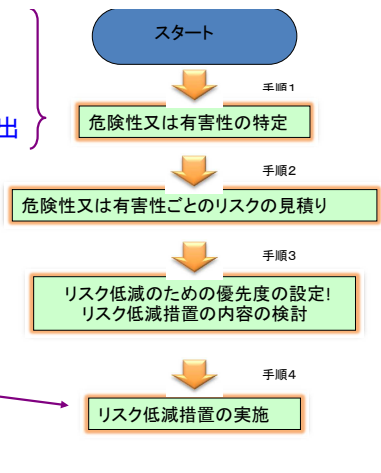 スタート
手順1
出
危険性又は有害性の特定
手順2
危険性又は有害性ごとのリスクの見積り
手順3
リスク低減のための優先度の設定!
リスク低減措置の内容の検討
手順4
リスク低減措置の実施